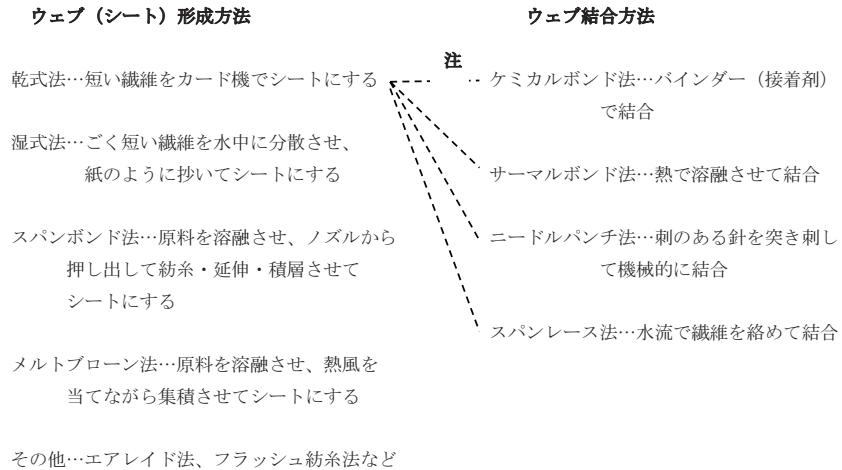 ウェブ（シート）形成方法
乾式法…短い繊維をカード機でシートにする
湿式法…ごく短い繊維を水中に分散させ、
紙のように抄いてシートにする
スパンボンド法…原料を溶融させ、ノズルから
押し出して紡糸・延伸・積層させて
シートにする
メルトブローン法…原料を溶融させ、熱風を
当てながら集積させてシートにする
その他…エアレイド法、フラッシュ紡糸法など
注
ウェブ結合方法
ケミカルボンド法…バインダー（接着剤）
で結合
サーマルボンド法…熱で溶融させて結合
ニードルパンチ法…刺のある針を突き刺し
て機械的に結合
スパンレース法…水流で繊維を絡めて結合